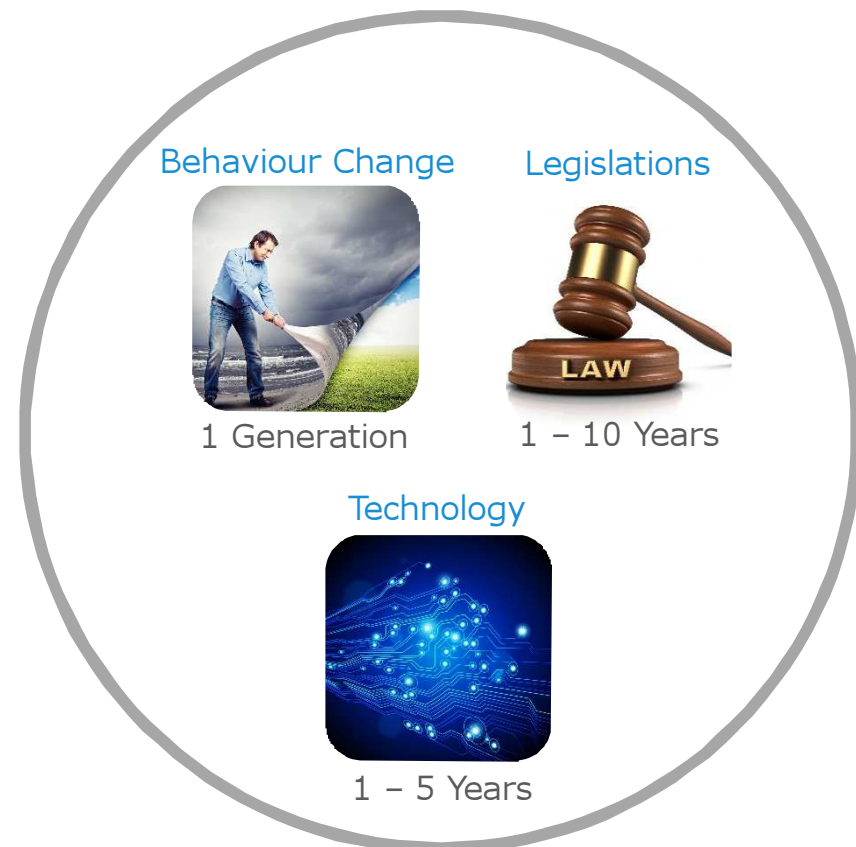 Behaviour Change
Legislations
LAW
1 Generation
1 – 10 Years
Technology
1 – 5 Years